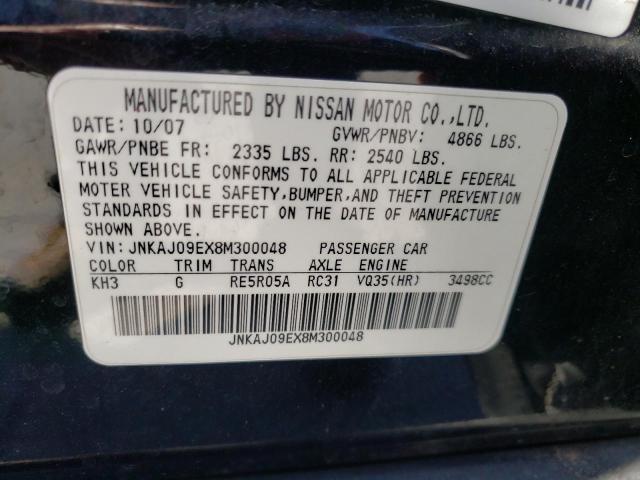 MANUFACTURED BY NISSAN MOTOR CO.,LTD.
DATE: 10/07 GVWR/PNBV: 4866 LBS.
GAWR/PNBE FR: 2335 LBS. RR: 2540 LBS.
THIS VEHICLE CONFORMS TO ALL APPLICABLE FEDERAL
MOTER VEHICLE SAFETY,BUMPER,AND THEFT PREVENTION
STANDARDS IN EFFECT ON THE DATE OF MANUFACTURE
SHOWN ABOVE.
VIN: JNKAJ09EX8M300048 PASSENGER CAR
COLOR TRIM TRANS AXLE ENGINE
KH3 G RE5R05A RC31 VQ35(HR) 3498CC
JNKAJ09EX8M300048